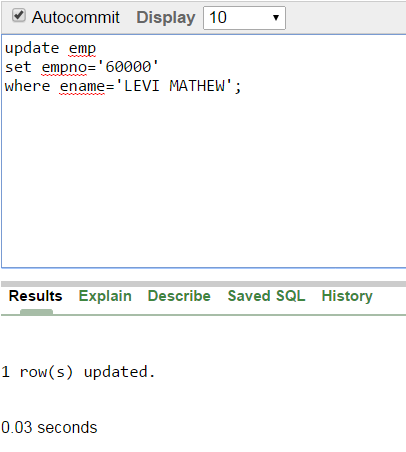 Autocommit Display 10
update emp
set empno='60000'
where ename='LEVI MATHEW';
Results Explain Describe Saved SQL History
1 row(s) updated.
0.03 seconds